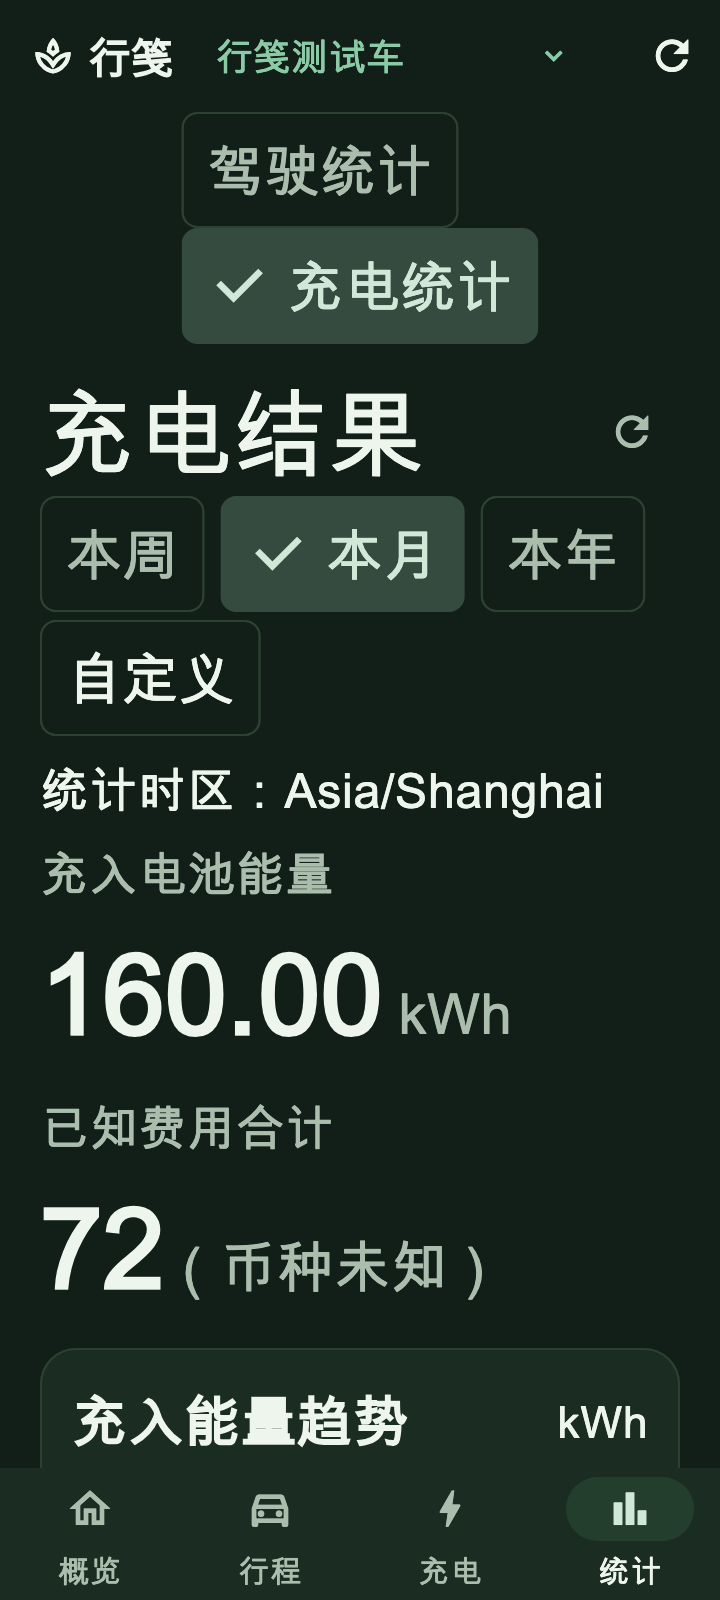 行笺 行笺测试车
驾驶统计
充电统计
充电结果
本周 本月 本年
自定义
统计时区：Asia/Shanghai
充入电池能量
160.00 kWh
已知费用合计
72（币种未知）
充入能量趋势 kWh
概览 行程 充电 统计